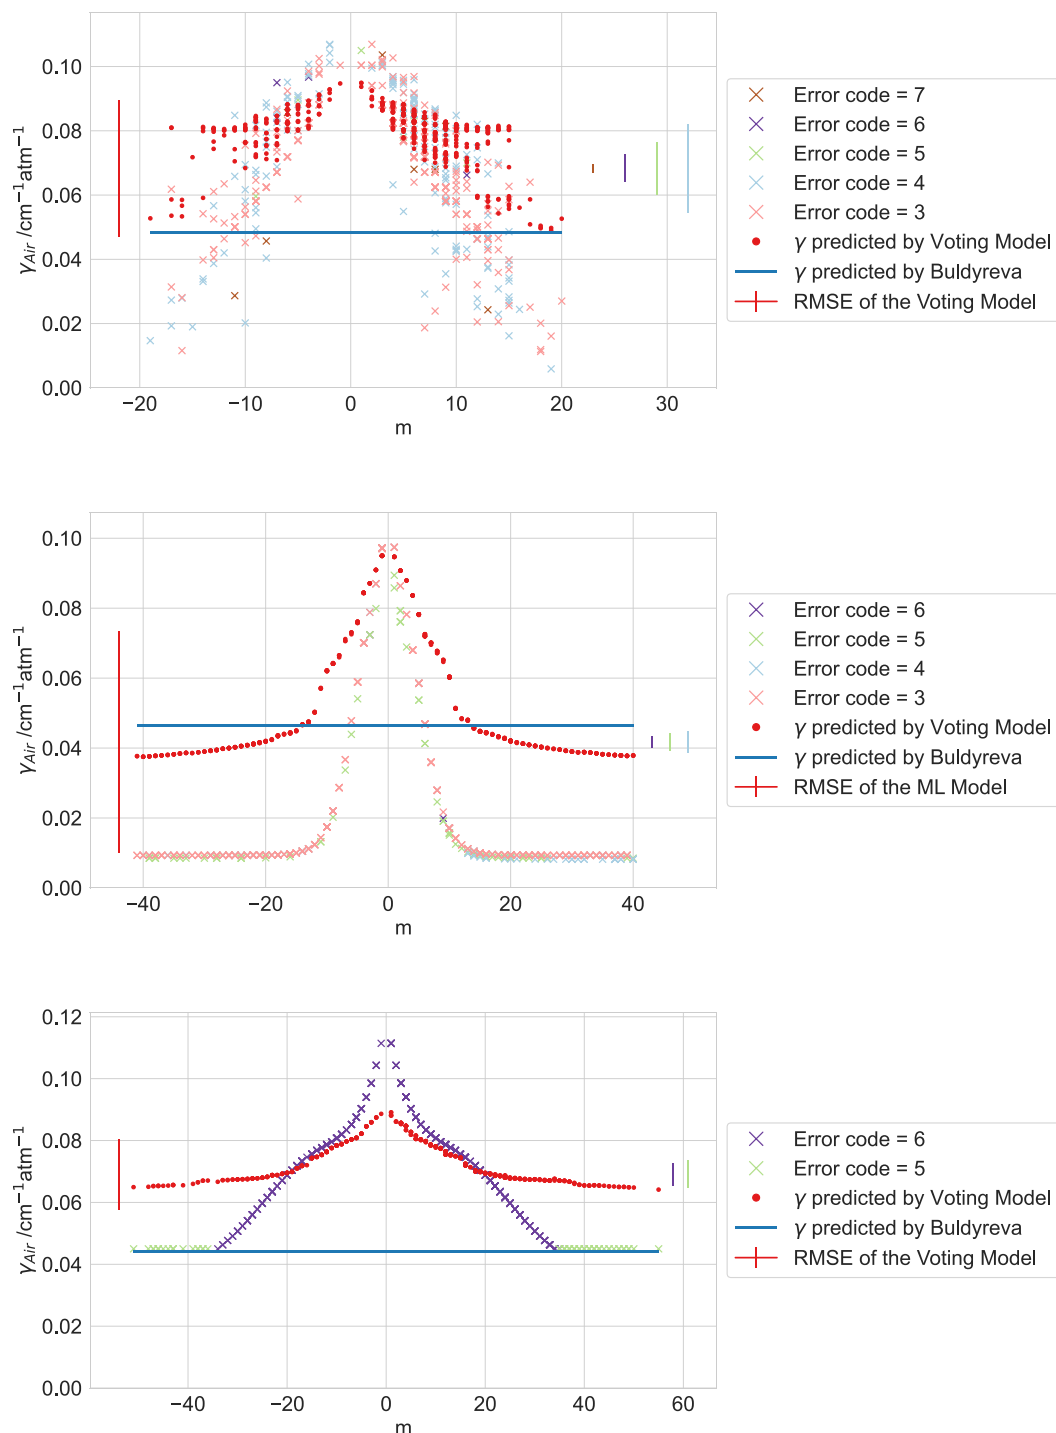 0.10
0.08
0.06
0.04
0.02
0.00
γAir /cm−1atm−1
−20 −10 0 10 20 30
m
Error code = 7
Error code = 6
Error code = 5
Error code = 4
Error code = 3
γ predicted by Voting Model
γ predicted by Buldyreva
RMSE of the Voting Model
0.10
0.08
0.06
0.04
0.02
0.00
γAir /cm−1atm−1
−40 −20 0 20 40
m
Error code = 6
Error code = 5
Error code = 4
Error code = 3
γ predicted by Voting Model
γ predicted by Buldyreva
RMSE of the ML Model
0.12
0.10
0.08
0.06
0.04
0.02
0.00
γAir /cm−1atm−1
−40 −20 0 20 40 60
m
Error code = 6
Error code = 5
γ predicted by Voting Model
γ predicted by Buldyreva
RMSE of the Voting Model